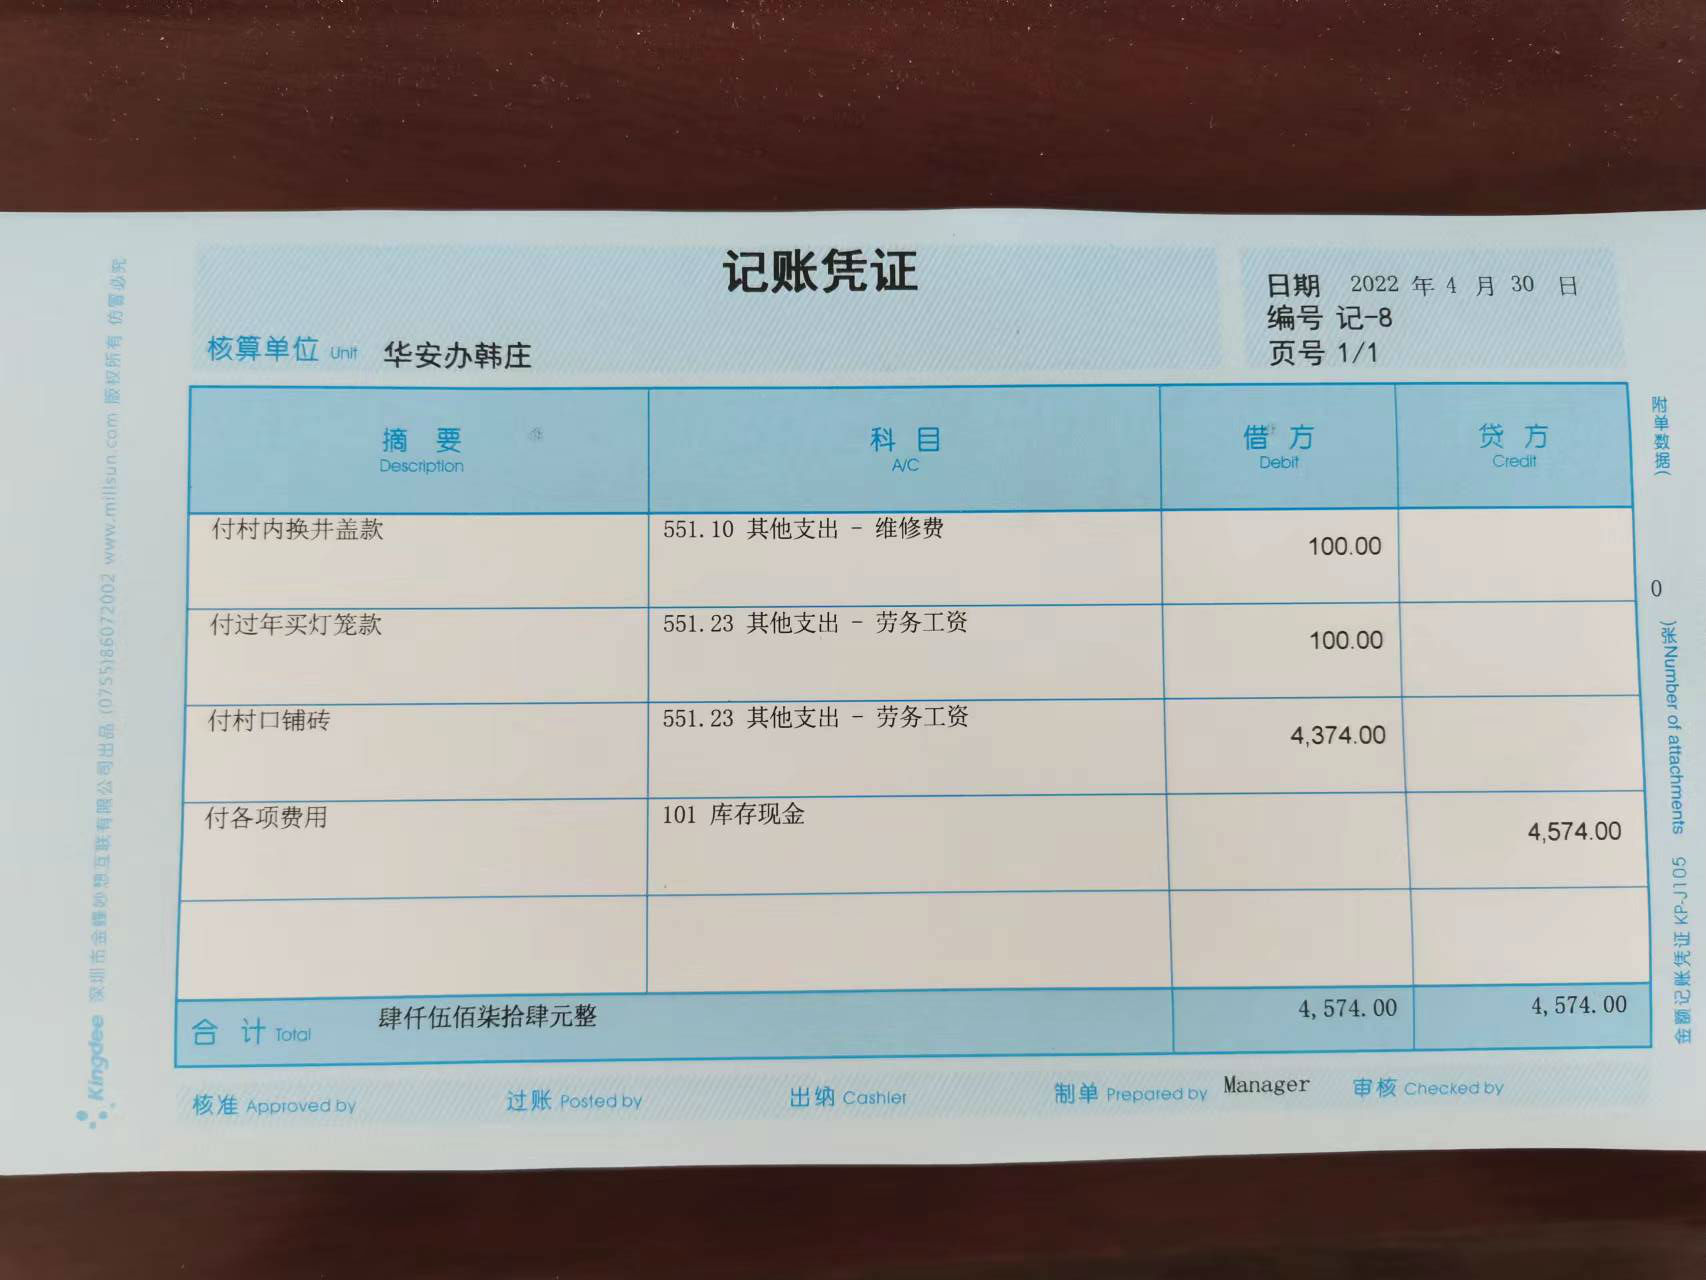 记账凭证
日期 2022 年 4 月 30 日
编号 记-8
页号 1/1
核算单位 Unit 华安办韩庄
摘 要 科 目 借 方 贷 方
Description A/C Debit Credit
付村内换井盖款 551.10 其他支出 - 维修费 100.00
付过年买灯笼款 551.23 其他支出 - 劳务工资 100.00
付村口铺砖 551.23 其他支出 - 劳务工资 4,374.00
付各项费用 101 库存现金 4,574.00
合 计 Total 肆仟伍佰柒拾肆元整 4,574.00 4,574.00
核准 Approved by 过账 Posted by 出纳 Cashier 制单 Prepared by Manager 审核 Checked by
附单数据( 0 )张Number of attachments 金额记账凭证 KPJ-J105
Kingdee 深圳市金蝶妙想互联有限公司出品 (0755)86072002 www.millsun.com 版权所有 仿冒必究